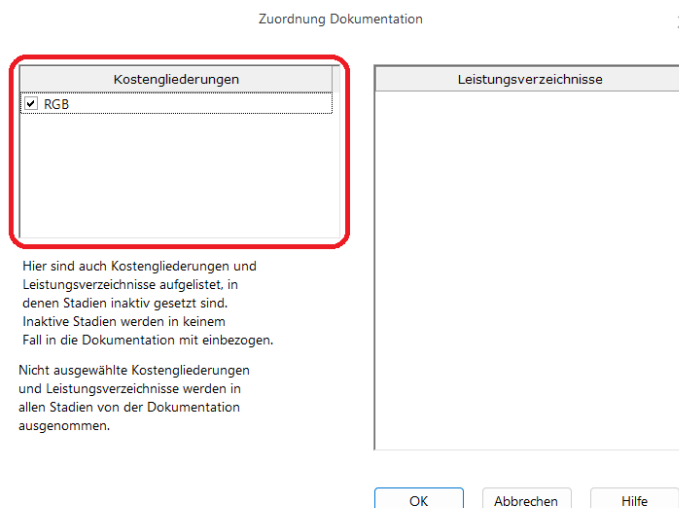 Zuordnung Dokumentation
Kostengliederungen
RGB
Leistungsverzeichnisse
Hier sind auch Kostengliederungen und
Leistungsverzeichnisse aufgelistet, in
denen Stadien inaktiv gesetzt sind.
Inaktive Stadien werden in keinem
Fall in die Dokumentation mit einbezogen.
Nicht ausgewählte Kostengliederungen
und Leistungsverzeichnisse werden in
allen Stadien von der Dokumentation
ausgenommen.
OK
Abbrechen
Hilfe